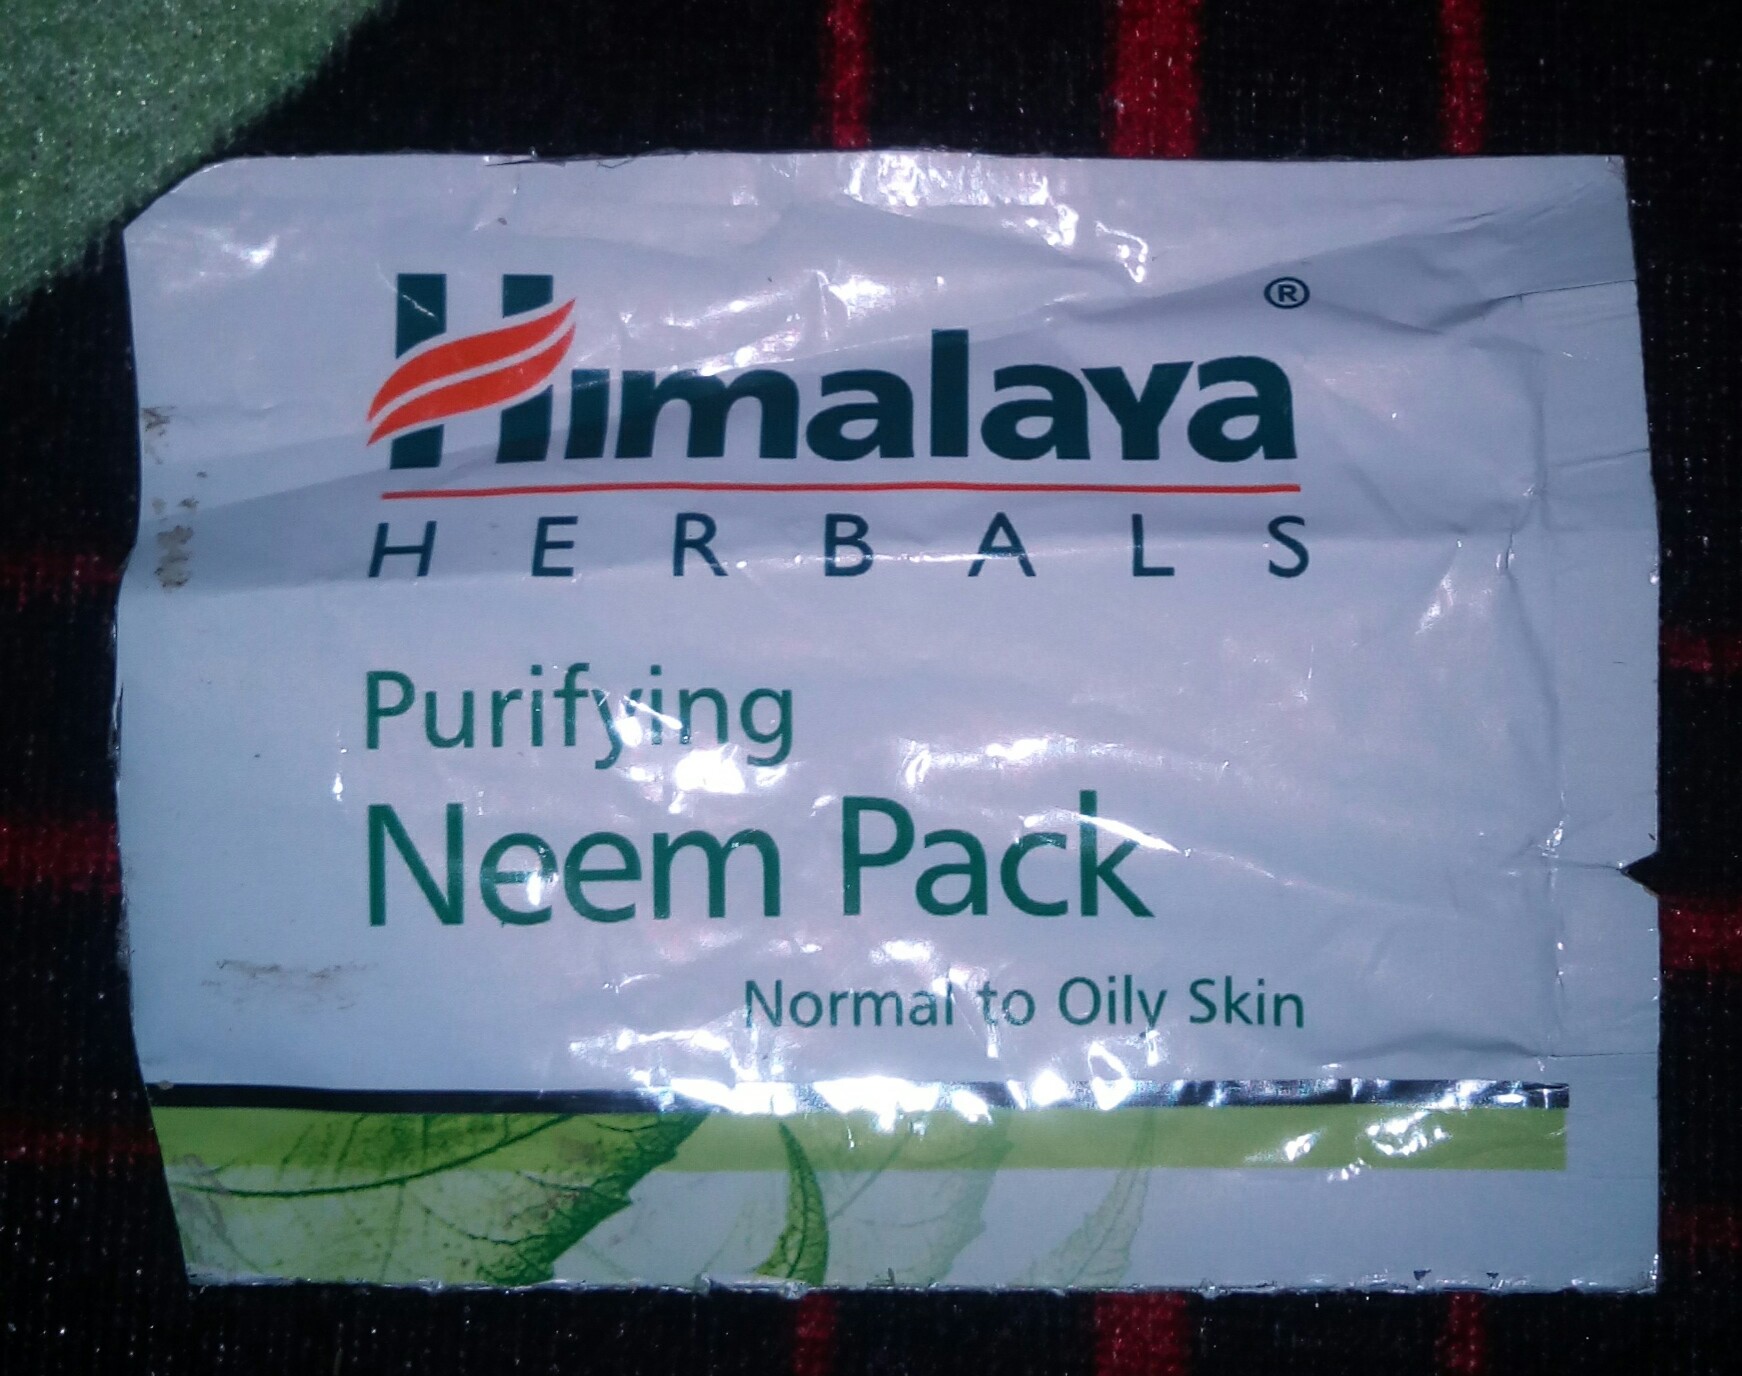 Himalaya ®
HERBALS
Purifying
Neem Pack
Normal to Oily Skin